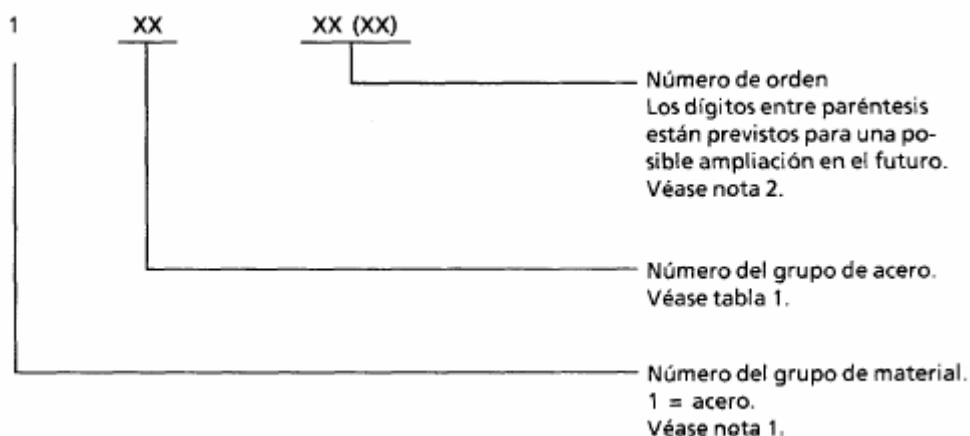 1 XX XX (XX)
Número de orden
Los dígitos entre paréntesis
están previstos para una po-
sible ampliación en el futuro.
Véase nota 2.
Número del grupo de acero.
Véase tabla 1.
Número del grupo de material.
1 = acero.
Véase nota 1.